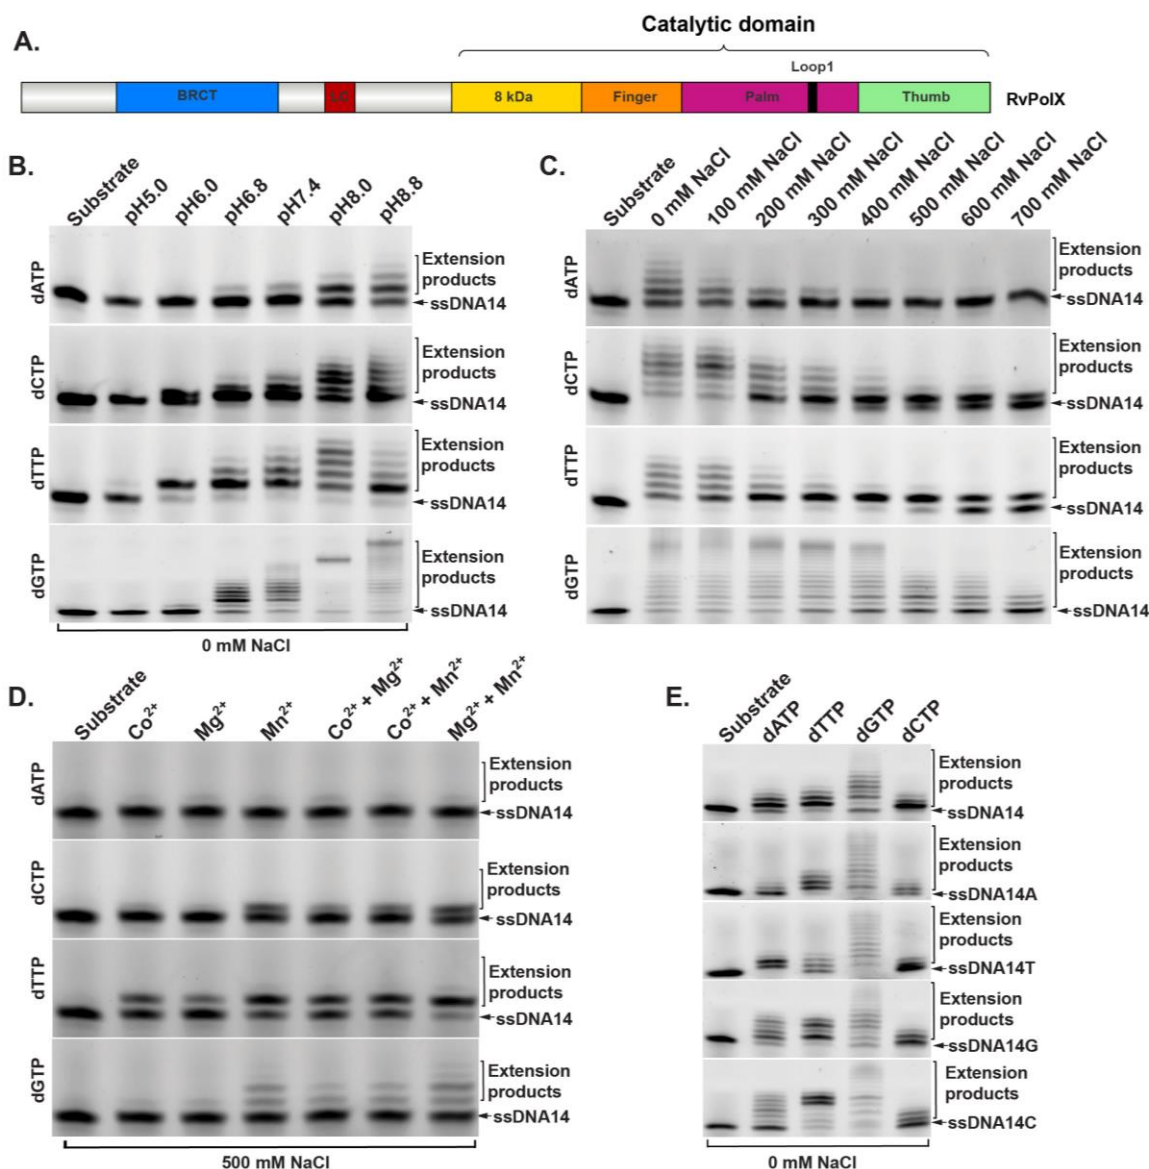 A.
Catalytic domain
Loop1
BRCT LC 8 kDa Finger Palm Thumb RvPolX
B.
Substrate pH5.0 pH6.0 pH6.8 pH7.4 pH8.0 pH8.8
dATP
Extension
products
ssDNA14
dCTP
Extension
products
ssDNA14
dTTP
Extension
products
ssDNA14
dGTP
Extension
products
ssDNA14
0 mM NaCl
C.
Substrate 0 mM NaCl 100 mM NaCl 200 mM NaCl 300 mM NaCl 400 mM NaCl 500 mM NaCl 600 mM NaCl 700 mM NaCl
dATP
Extension
products
ssDNA14
dCTP
Extension
products
ssDNA14
dTTP
Extension
products
ssDNA14
dGTP
Extension
products
ssDNA14
D.
Substrate Co²⁺ Mg²⁺ Mn²⁺ Co²⁺ + Mg²⁺ Co²⁺ + Mn²⁺ Mg²⁺ + Mn²⁺
dATP
Extension
products
ssDNA14
dCTP
Extension
products
ssDNA14
dTTP
Extension
products
ssDNA14
dGTP
Extension
products
ssDNA14
500 mM NaCl
E.
Substrate dATP dTTP dGTP dCTP
Extension
products
ssDNA14
Extension
products
ssDNA14A
Extension
products
ssDNA14T
Extension
products
ssDNA14G
Extension
products
ssDNA14C
0 mM NaCl